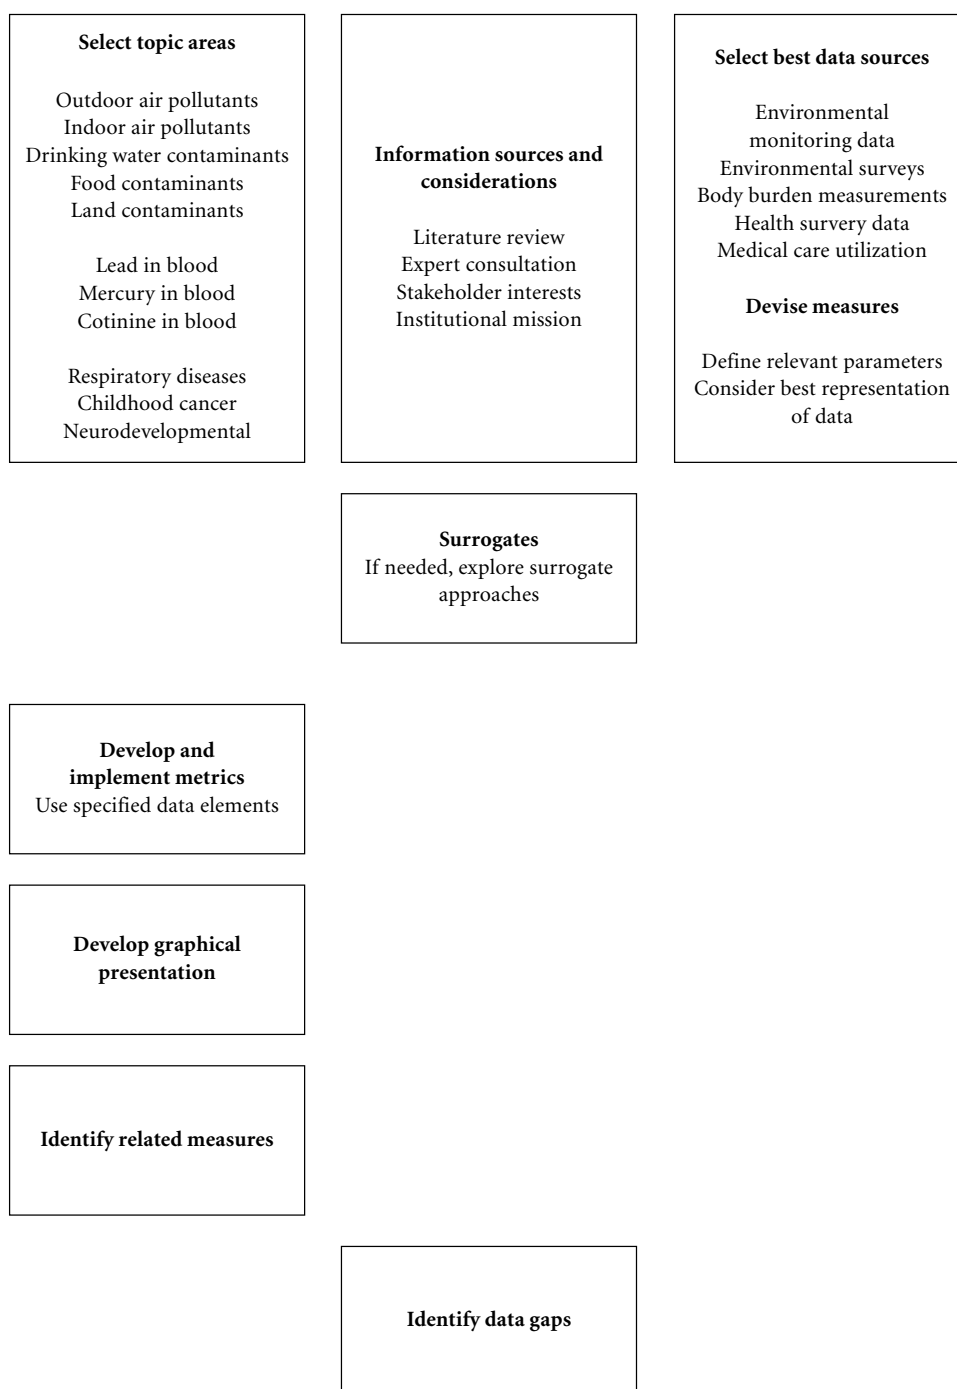 Select topic areas
Outdoor air pollutants
Indoor air pollutants
Drinking water contaminants
Food contaminants
Land contaminants
Lead in blood
Mercury in blood
Cotinine in blood
Respiratory diseases
Childhood cancer
Neurodevelopmental
Information sources and
considerations
Literature review
Expert consultation
Stakeholder interests
Institutional mission
Select best data sources
Environmental
monitoring data
Environmental surveys
Body burden measurements
Health survery data
Medical care utilization
Devise measures
Define relevant parameters
Consider best representation
of data
Surrogates
If needed, explore surrogate
approaches
Develop and
implement metrics
Use specified data elements
Develop graphical
presentation
Identify related measures
Identify data gaps